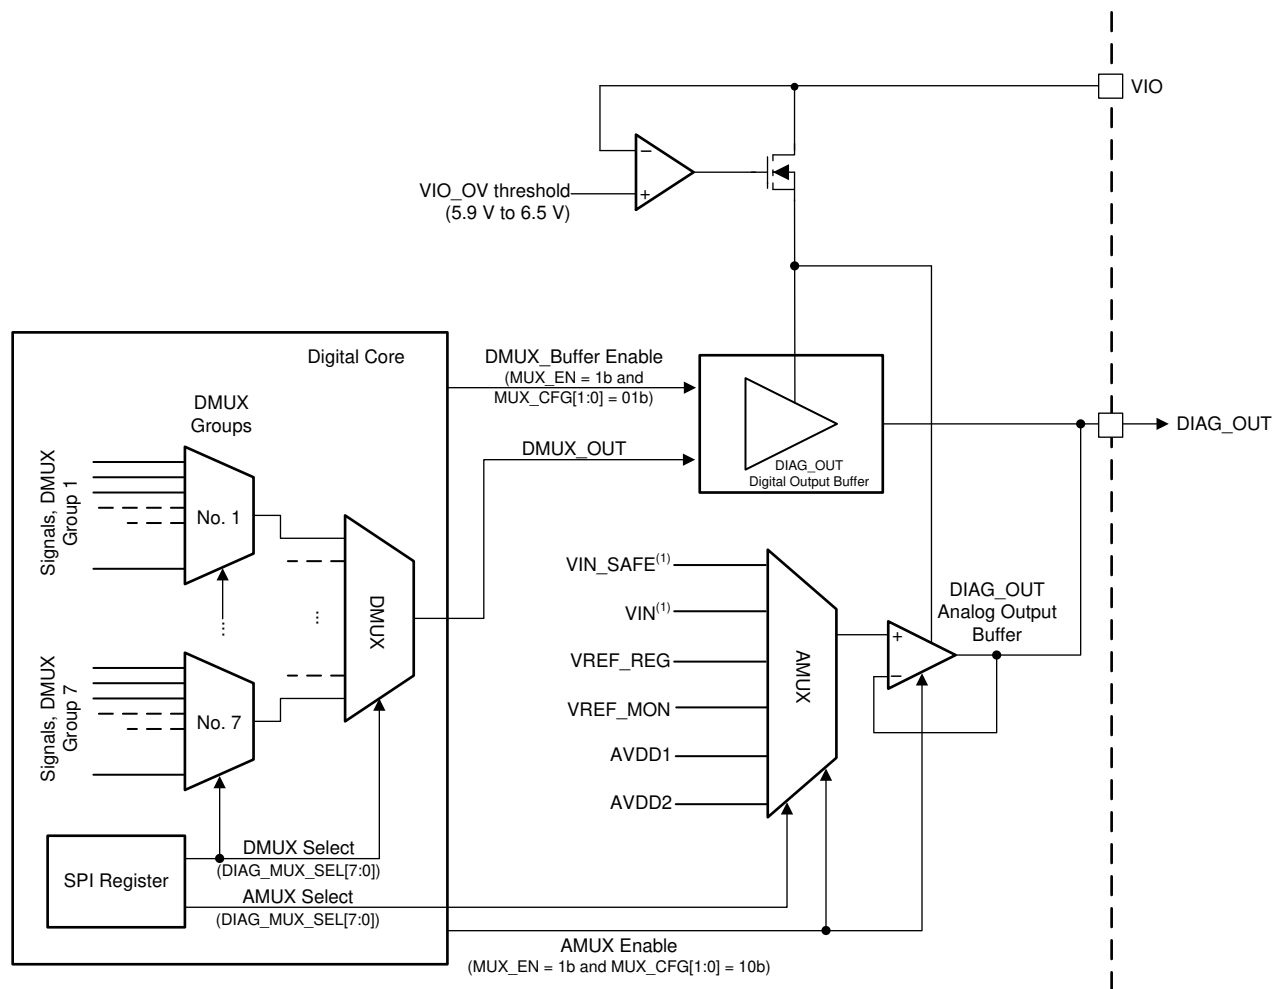 VIO
−
+
VIO_OV threshold
(5.9 V to 6.5 V)
Digital Core
DMUX_Buffer Enable
(MUX_EN = 1b and
MUX_CFG[1:0] = 01b)
DMUX
Groups
DIAG_OUT
DMUX_OUT
DIAG_OUT
Digital Output Buffer
Signals, DMUX
Group 1
No. 1
...
...
DMUX
VIN_SAFE(1)
VIN(1)
VREF_REG
VREF_MON
AVDD1
AVDD2
AMUX
DIAG_OUT
Analog Output
Buffer
+
−
Signals, DMUX
Group 7
No. 7
SPI Register
DMUX Select
(DIAG_MUX_SEL[7:0])
AMUX Select
(DIAG_MUX_SEL[7:0])
AMUX Enable
(MUX_EN = 1b and MUX_CFG[1:0] = 10b)